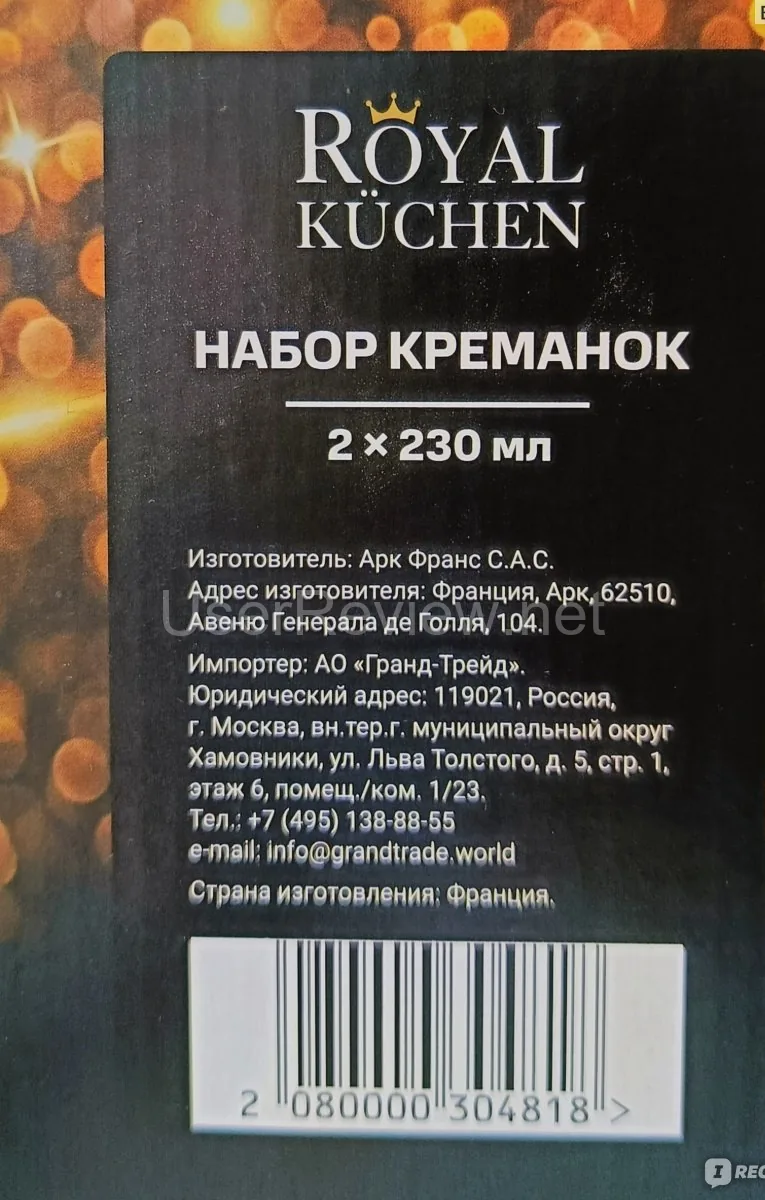 ROYAL
KÜCHEN
НАБОР КРЕМАНОК
2 × 230 мл
Изготовитель: Арк Франс С.А.С.
Адрес изготовителя: Франция, Арк, 62510,
Авеню Генерала де Голля, 104.
UserReview.net
Импортер: АО «Гранд-Трейд».
Юридический адрес: 119021, Россия,
г. Москва, вн.тер.г. муниципальный округ
Хамовники, ул. Льва Толстого, д. 5, стр. 1,
этаж 6, помещ./ком. 1/23.
Тел.: +7 (495) 138-88-55
e-mail: info@grandtrade.world
Страна изготовления: Франция.
2 080000 304818 >